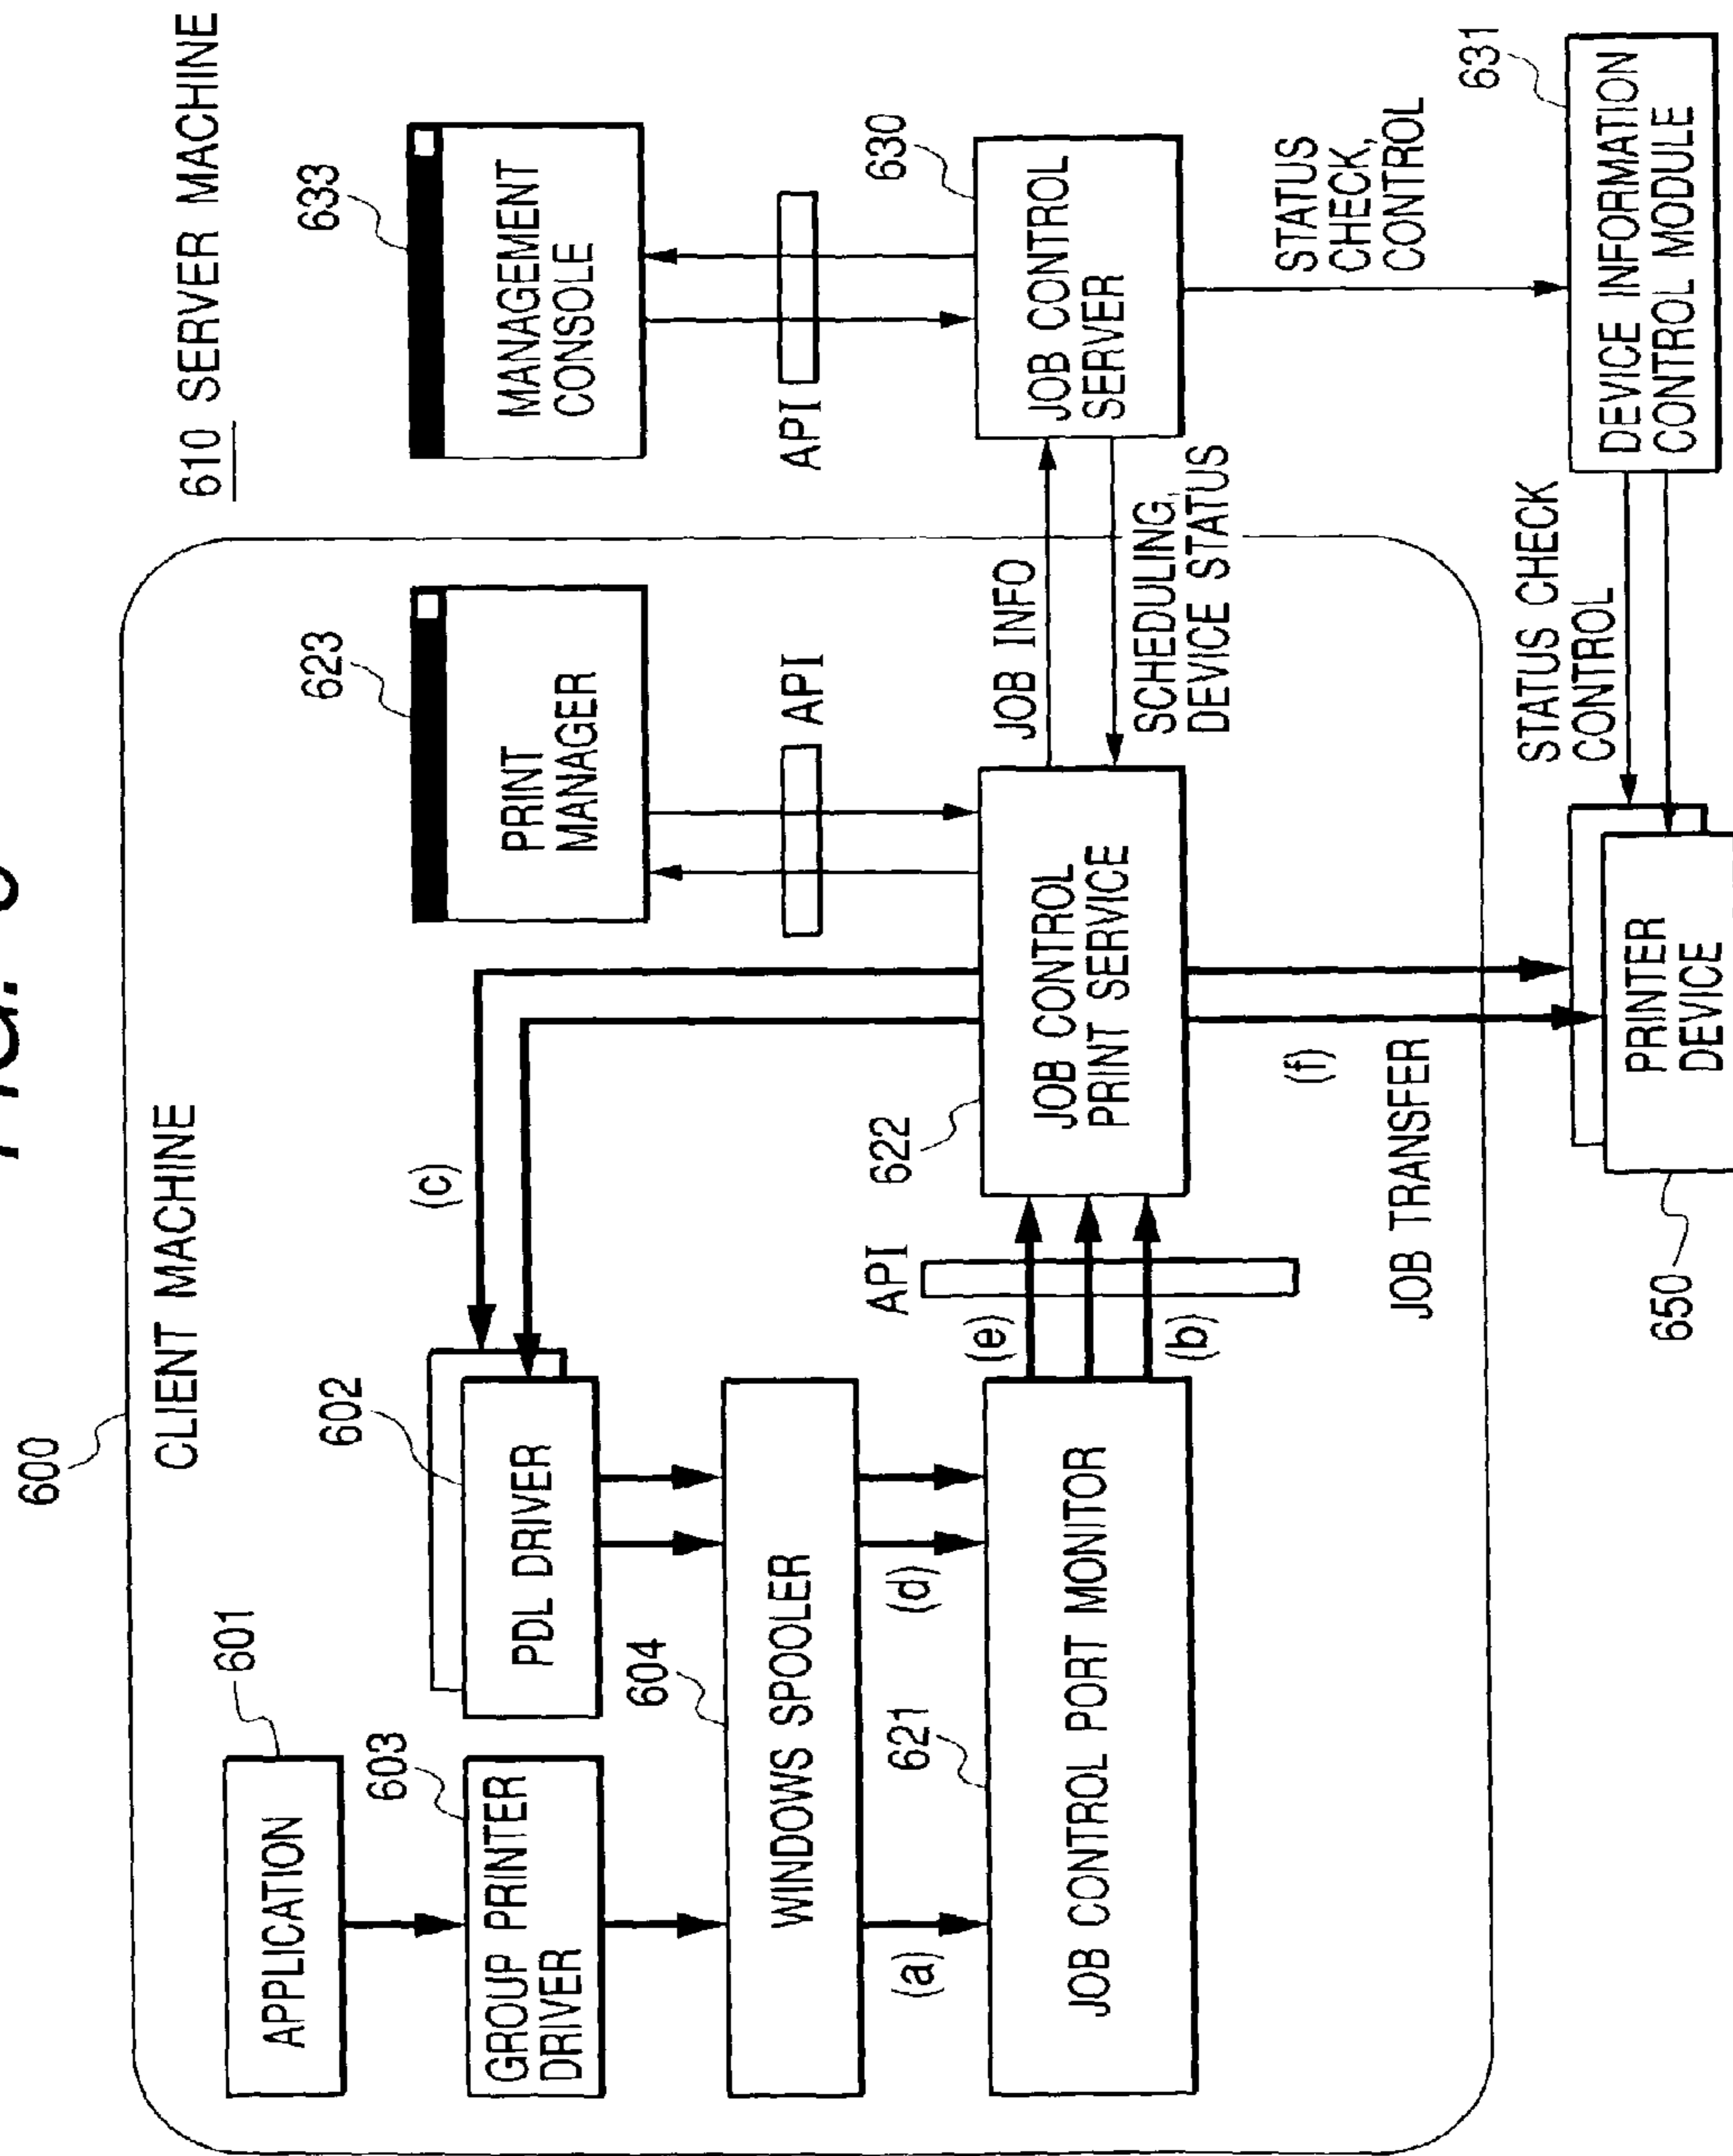 600
CLIENT MACHINE
610 SERVER MACHINE
601
APPLICATION
602
PDL DRIVER
(c)
623
PRINT
MANAGER
633
MANAGEMENT
CONSOLE
603
GROUP PRINTER
DRIVER
604
WINDOWS SPOOLER
API
API
(a)
(d)
621
JOB CONTROL PORT MONITOR
API
(e)
(b)
622
JOB CONTROL
PRINT SERVICE
JOB INFO
SCHEDULING,
DEVICE STATUS
630
JOB CONTROL
SERVER
(f)
JOB TRANSFER
STATUS
CHECK,
CONTROL
650
PRINTER
DEVICE
STATUS CHECK
CONTROL
631
DEVICE INFORMATION
CONTROL MODULE